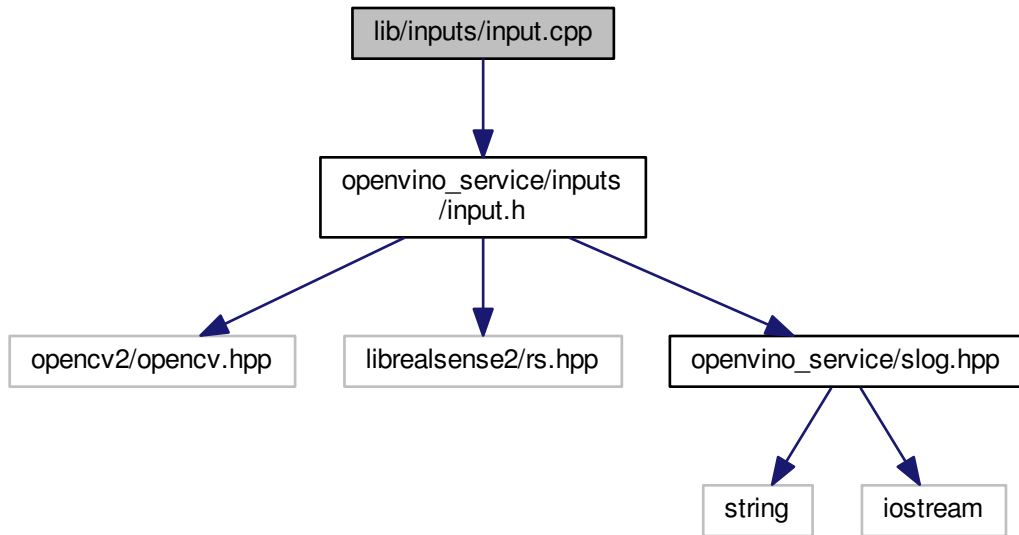 lib/inputs/input.cpp
openvino_service/inputs
/input.h
opencv2/opencv.hpp
librealsense2/rs.hpp
openvino_service/slog.hpp
string
iostream